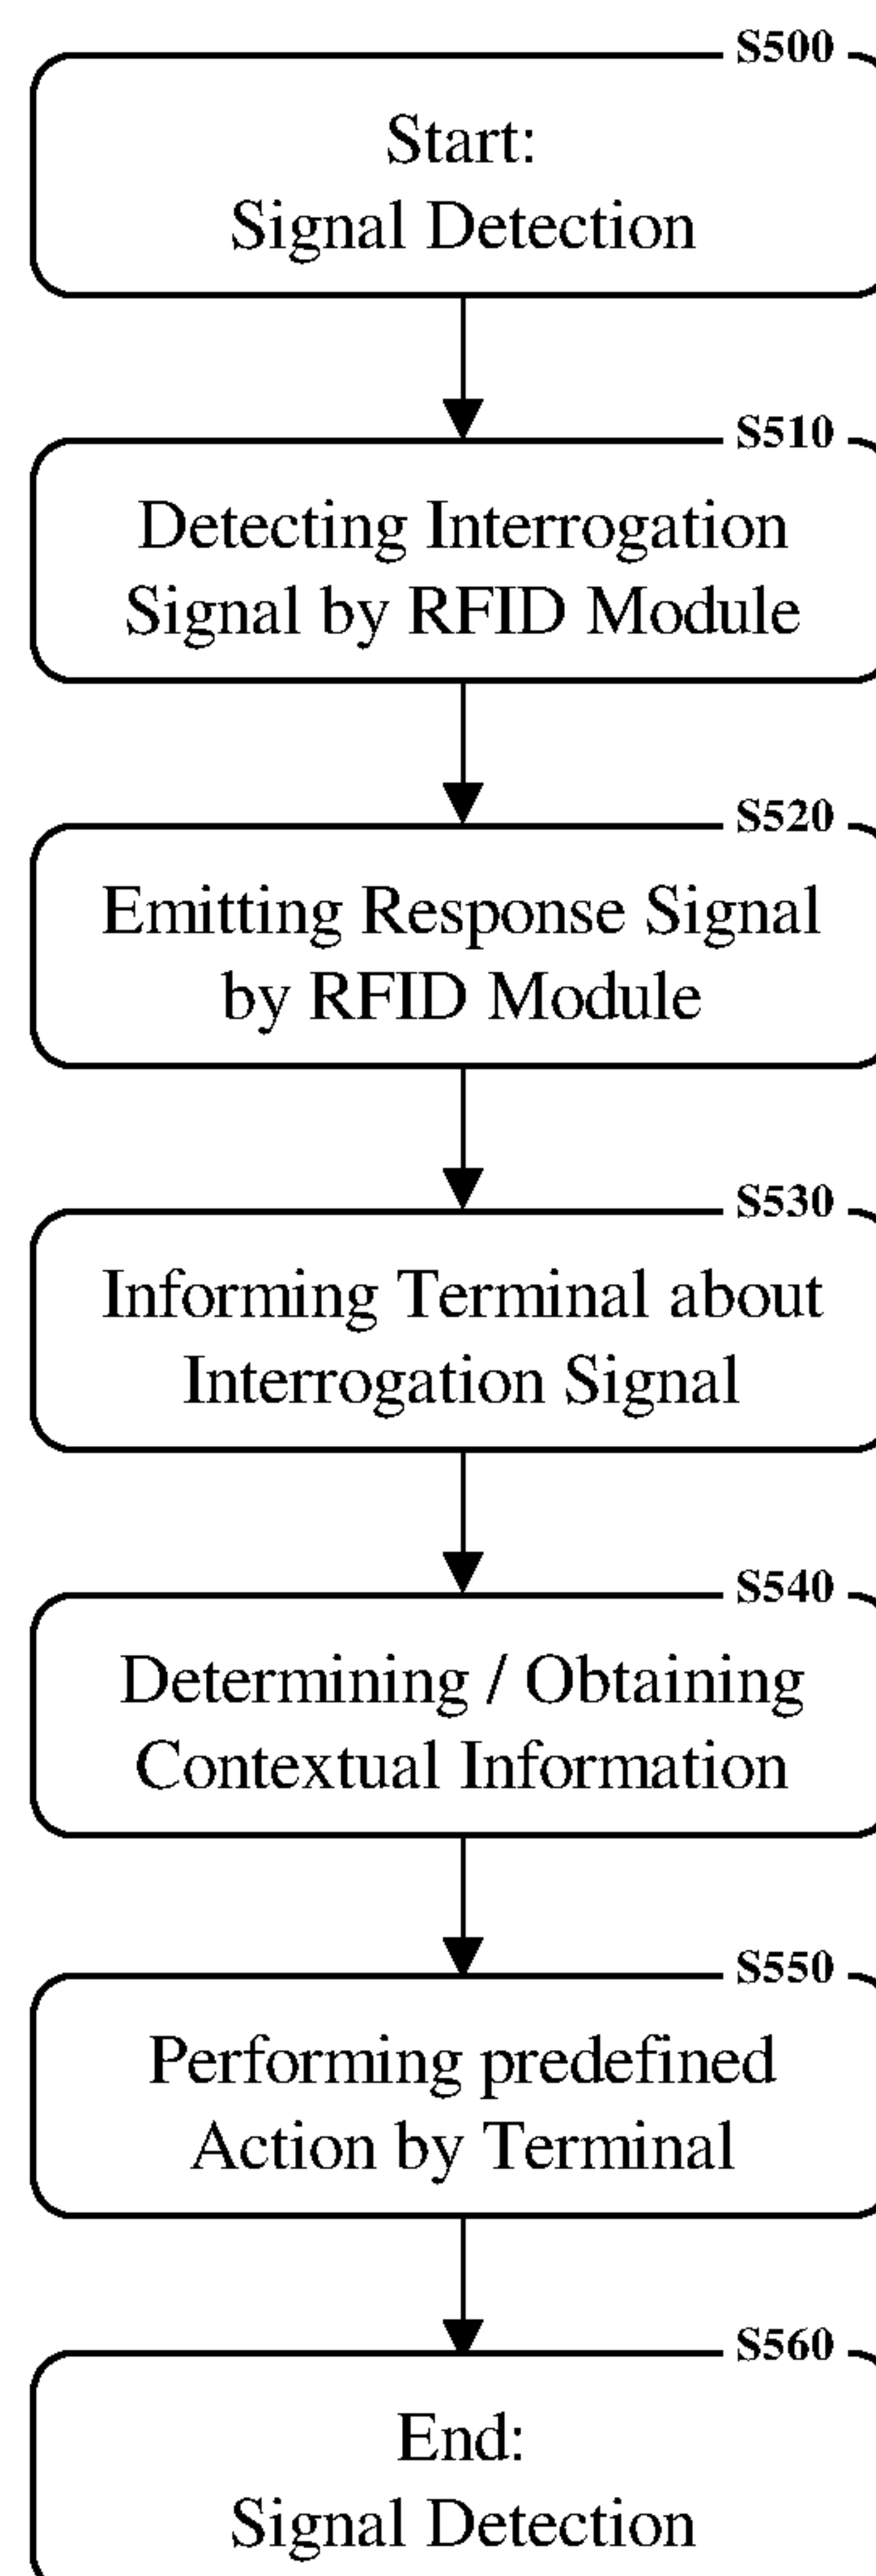 S500
Start:
Signal Detection
S510
Detecting Interrogation
Signal by RFID Module
S520
Emitting Response Signal
by RFID Module
S530
Informing Terminal about
Interrogation Signal
S540
Determining / Obtaining
Contextual Information
S550
Performing predefined
Action by Terminal
S560
End:
Signal Detection